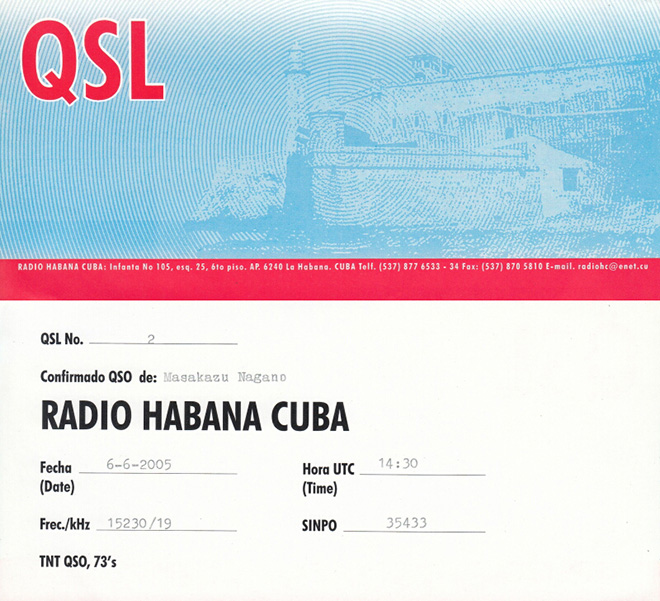 QSL
RADIO HABANA CUBA: Infanta No 105, esq. 25, 6to piso. AP. 6240 La Habana. CUBA Telf. (537) 877 6533 - 34 Fax: (537) 870 5810 E-mail. radiohc@enet.cu
QSL No. 2
Confirmado QSO de: Masakazu Nagano
RADIO HABANA CUBA
Fecha 6-6-2005 Hora UTC 14:30
(Date) (Time)
Frec./kHz 15230/19 SINPO 35433
TNT QSO, 73's